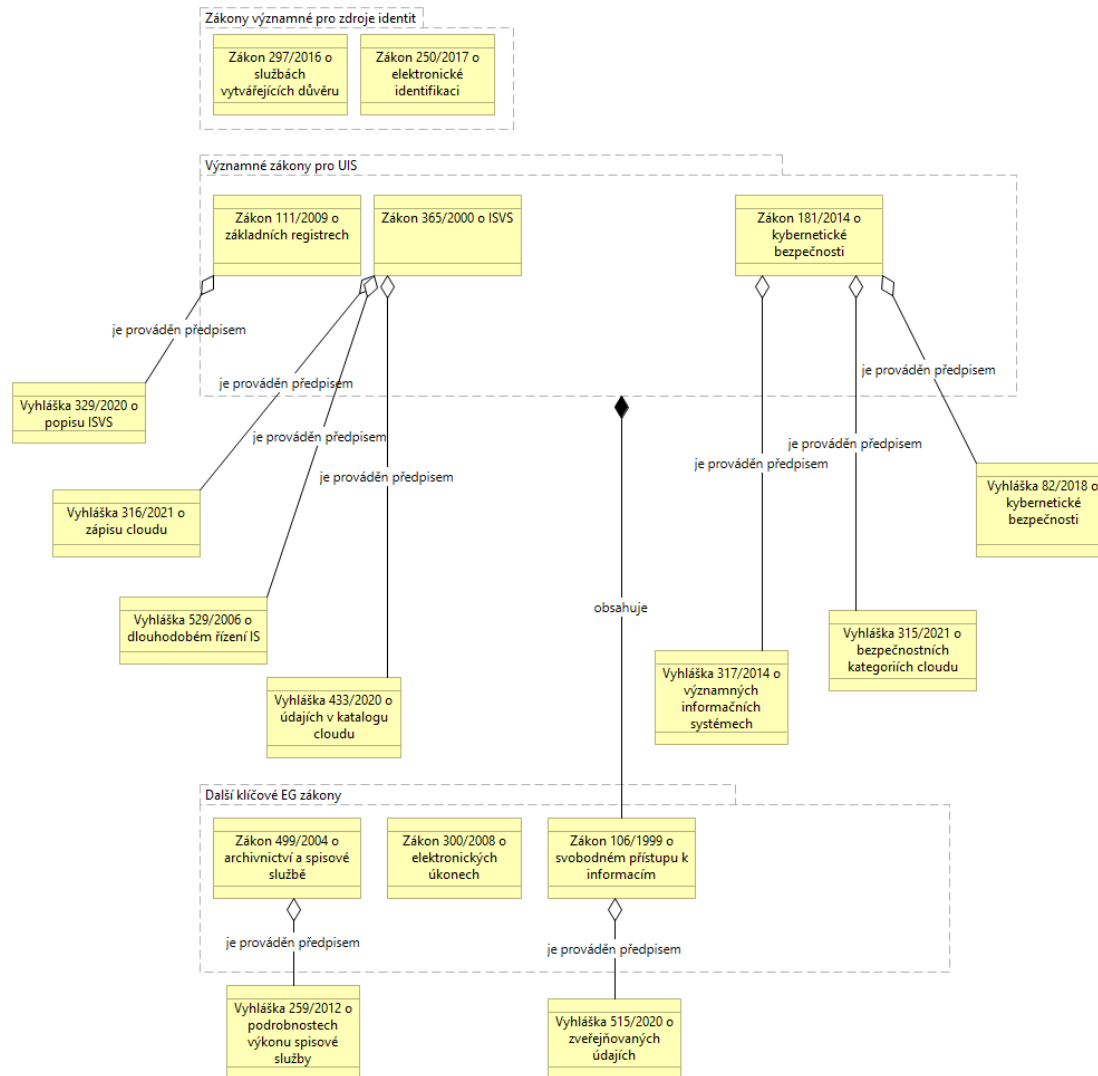 Zákony významné pro zdroje identit
Zákon 297/2016 o
službách
vytvářejících důvěru
Zákon 250/2017 o
elektronické
identifikaci
Významné zákony pro UIS
Zákon 111/2009 o
základních registrech
Zákon 365/2000 o ISVS
Zákon 181/2014 o
kybernetické
bezpečnosti
je prováděn předpisem
je prováděn předpisem
je prováděn předpisem
Vyhláška 329/2020 o
popisu ISVS
je prováděn předpisem
je prováděn předpisem
je prováděn předpisem
je prováděn předpisem
Vyhláška 316/2021 o
zápisu cloudu
Vyhláška 82/2018 o
kybernetické
bezpečnosti
obsahuje
Vyhláška 529/2006 o
dlouhodobém řízení IS
Vyhláška 315/2021 o
bezpečnostních
kategoriích cloudu
Vyhláška 433/2020 o
údajích v katalogu
cloudu
Vyhláška 317/2014 o
významných
informačních
systémech
Další klíčové EG zákony
Zákon 499/2004 o
archivnictví a spisové
službě
Zákon 300/2008 o
elektronických
úkonech
Zákon 106/1999 o
svobodném přístupu k
informacím
je prováděn předpisem
je prováděn předpisem
Vyhláška 259/2012 o
podrobnostech
výkonu spisové
služby
Vyhláška 515/2020 o
zveřejňovaných
údajích